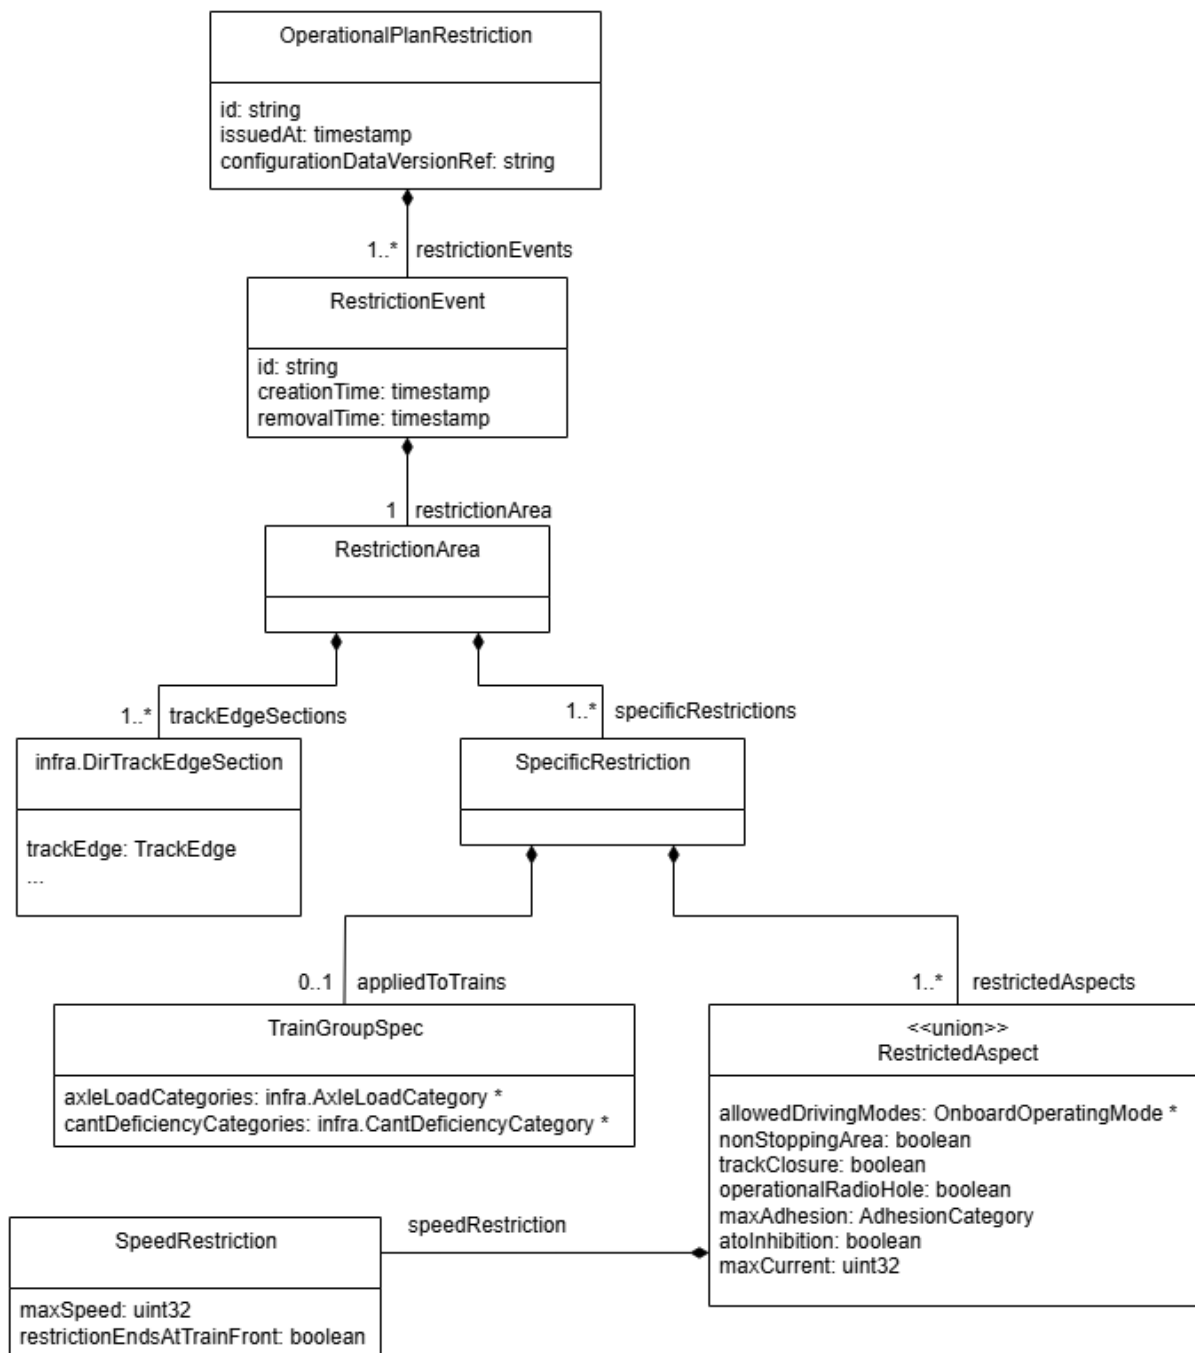 OperationalPlanRestriction
id: string
issuedAt: timestamp
configurationDataVersionRef: string
1..* restrictionEvents
RestrictionEvent
id: string
creationTime: timestamp
removalTime: timestamp
1 restrictionArea
RestrictionArea
1..* trackEdgeSections
1..* specificRestrictions
infra.DirTrackEdgeSection
trackEdge: TrackEdge
...
SpecificRestriction
0..1 appliedToTrains
1..* restrictedAspects
TrainGroupSpec
axleLoadCategories: infra.AxleLoadCategory *
cantDeficiencyCategories: infra.CantDeficiencyCategory *
<<union>>
RestrictedAspect
allowedDrivingModes: OnboardOperatingMode *
nonStoppingArea: boolean
trackClosure: boolean
operationalRadioHole: boolean
maxAdhesion: AdhesionCategory
atoInhibition: boolean
maxCurrent: uint32
speedRestriction
SpeedRestriction
maxSpeed: uint32
restrictionEndsAtTrainFront: boolean